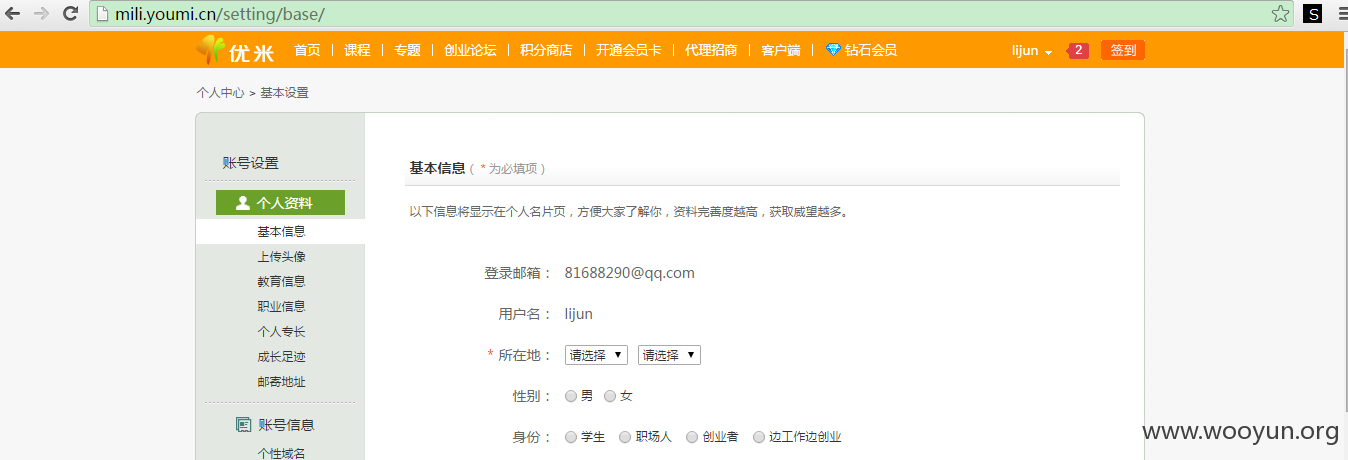 mili.youmi.cn/setting/base/
S
优米 首页 | 课程 | 专题 | 创业论坛 | 积分商店 | 开通会员卡 | 代理招商 | 客户端 | 钻石会员 lijun 2 签到
个人中心 > 基本设置
账号设置
个人资料
基本信息
上传头像
教育信息
职业信息
个人专长
成长足迹
邮寄地址
账号信息
个性域名
基本信息 ( * 为必填项 )
以下信息将显示在个人名片页，方便大家了解你，资料完善度越高，获取威望越多。
登录邮箱： 81688290@qq.com
用户名： lijun
* 所在地： 请选择 请选择
性别： 男 女
身份： 学生 职场人 创业者 边工作边创业
www.wooyun.org